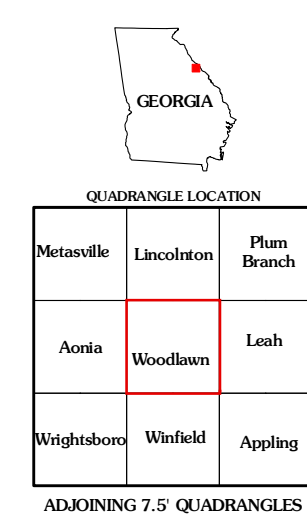 GEORGIA
QUADRANGLE LOCATION
Metasville
Lincolnton
Plum
Branch
Aonia
Woodlawn
Leah
Wrightsboro
Winfield
Appling
ADJOINING 7.5' QUADRANGLES